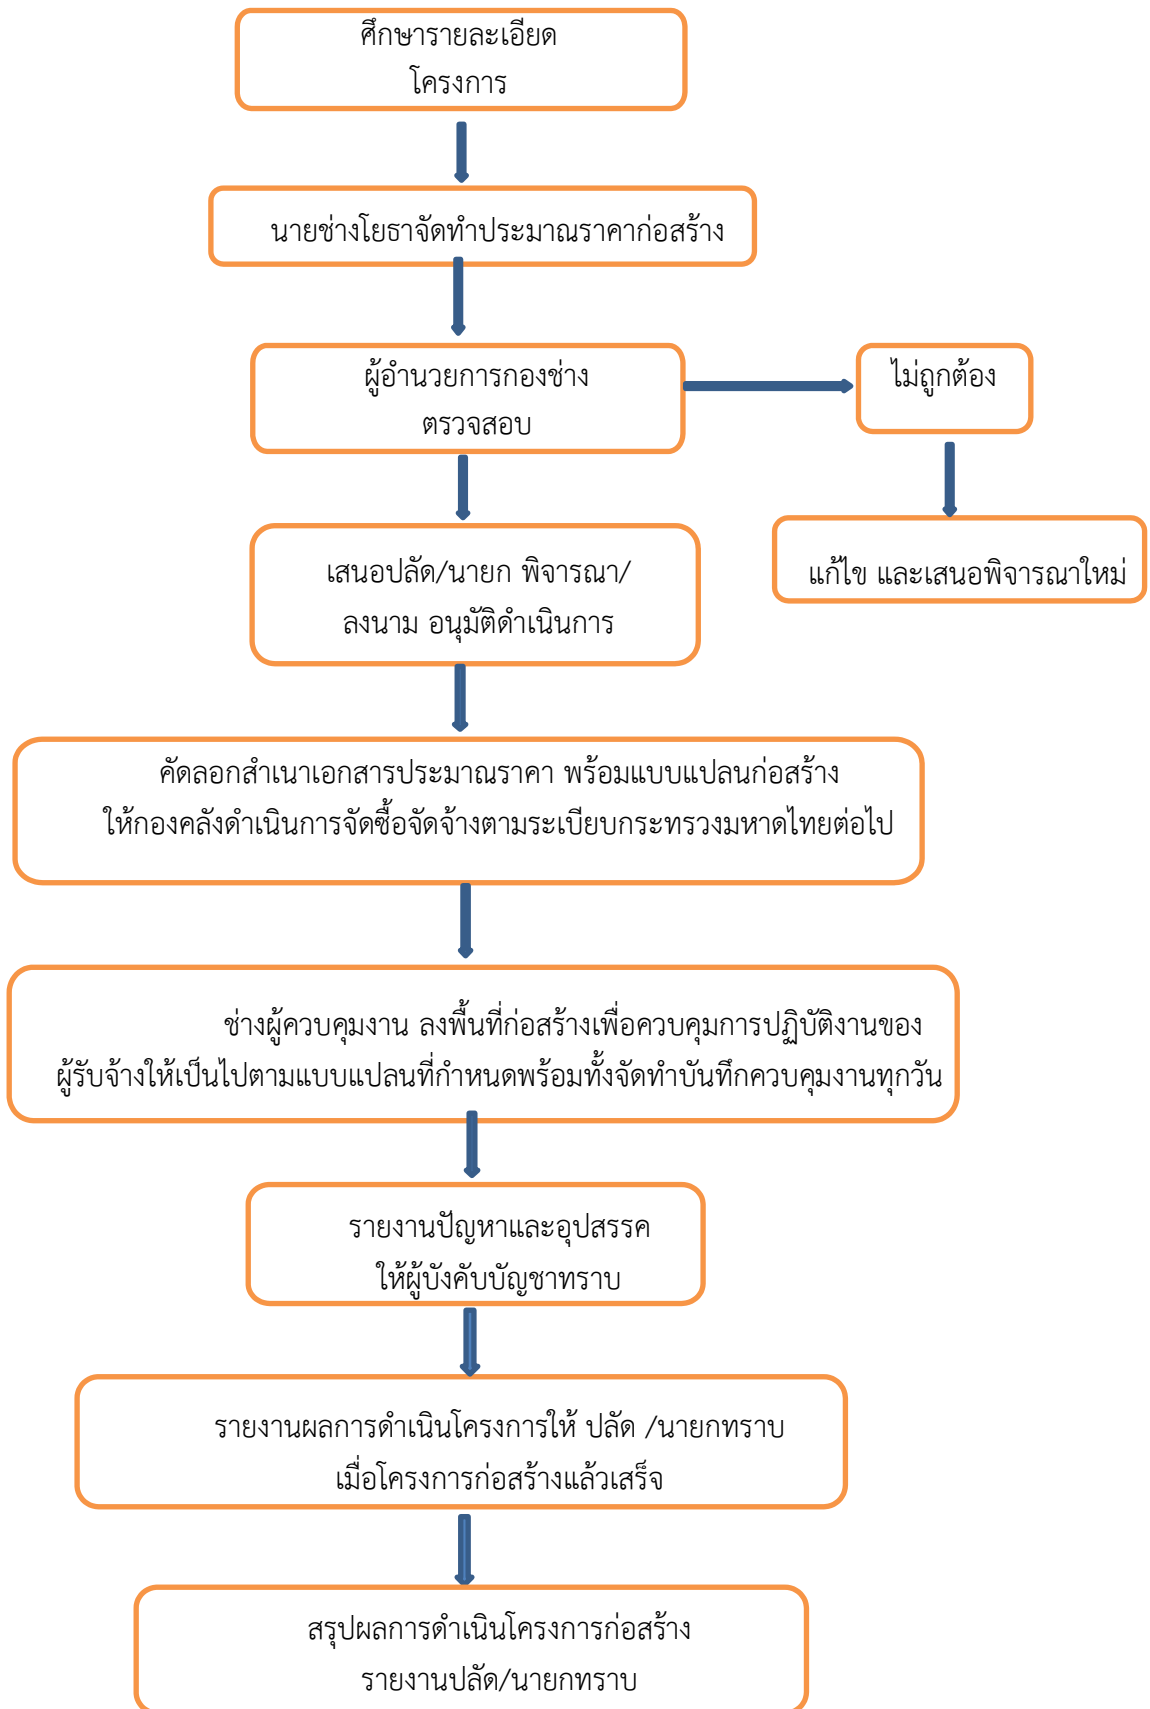 ศึกษารายละเอียด
โครงการ
นายช่างโยธาจัดทำประมาณราคาก่อสร้าง
ผู้อำนวยการกองช่าง
ตรวจสอบ
ไม่ถูกต้อง
เสนอปลัด/นายก พิจารณา/
ลงนาม อนุมัติดำเนินการ
แก้ไข และเสนอพิจารณาใหม่
คัดลอกสำเนาเอกสารประมาณราคา พร้อมแบบแปลนก่อสร้าง
ให้กองคลังดำเนินการจัดซื้อจัดจ้างตามระเบียบกระทรวงมหาดไทยต่อไป
ช่างผู้ควบคุมงาน ลงพื้นที่ก่อสร้างเพื่อควบคุมการปฏิบัติงานของ
ผู้รับจ้างให้เป็นไปตามแบบแปลนที่กำหนดพร้อมทั้งจัดทำบันทึกควบคุมงานทุกวัน
รายงานปัญหาและอุปสรรค
ให้ผู้บังคับบัญชาทราบ
รายงานผลการดำเนินโครงการให้ ปลัด /นายกทราบ
เมื่อโครงการก่อสร้างแล้วเสร็จ
สรุปผลการดำเนินโครงการก่อสร้าง
รายงานปลัด/นายกทราบ